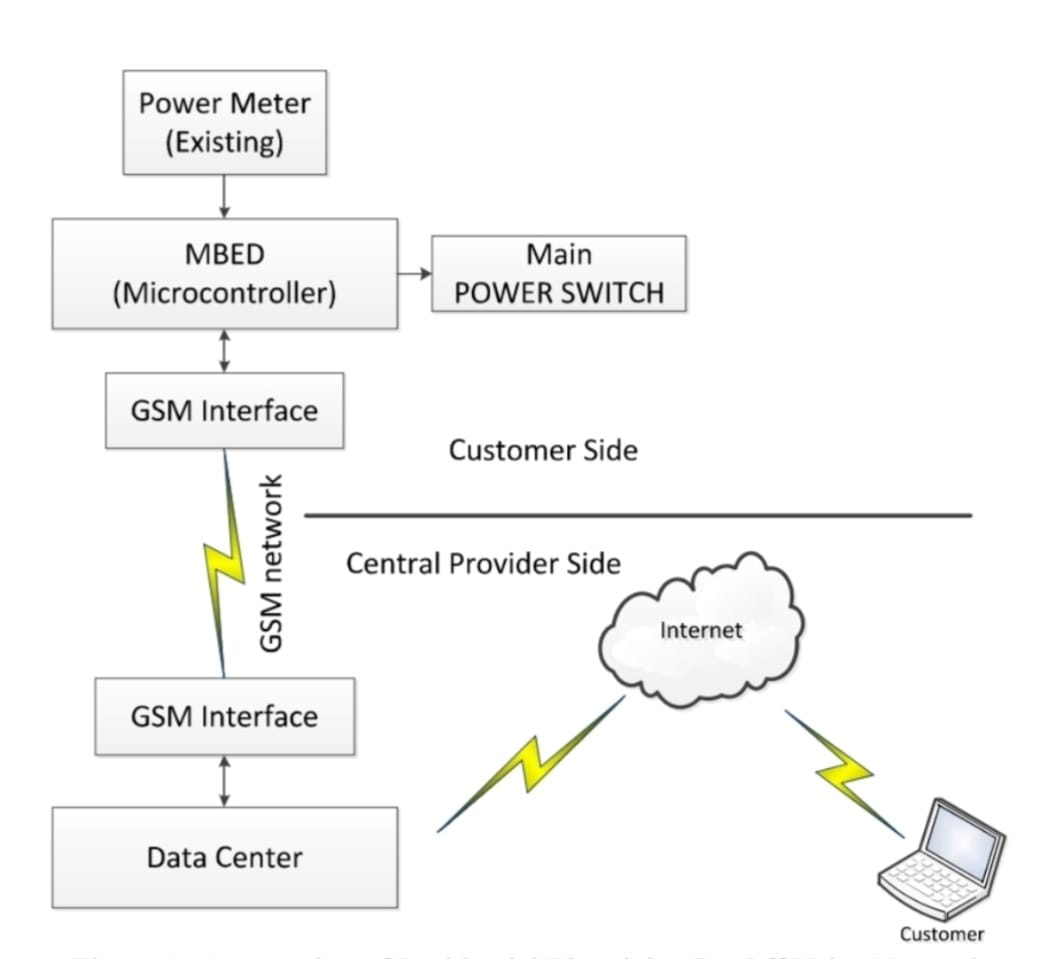 Power Meter
(Existing)
MBED
(Microcontroller)
Main
POWER SWITCH
GSM Interface
Customer Side
GSM network
Central Provider Side
Internet
GSM Interface
Data Center
Customer